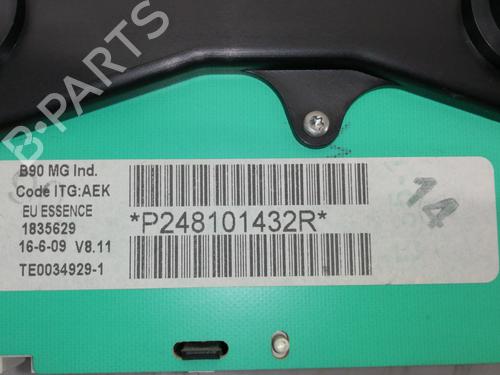 B-PARTS
B90 MG Ind.
Code ITG:AEK
EU ESSENCE
1835629
16-6-09 V8.11
TE0034929-1
*P248101432R*
14